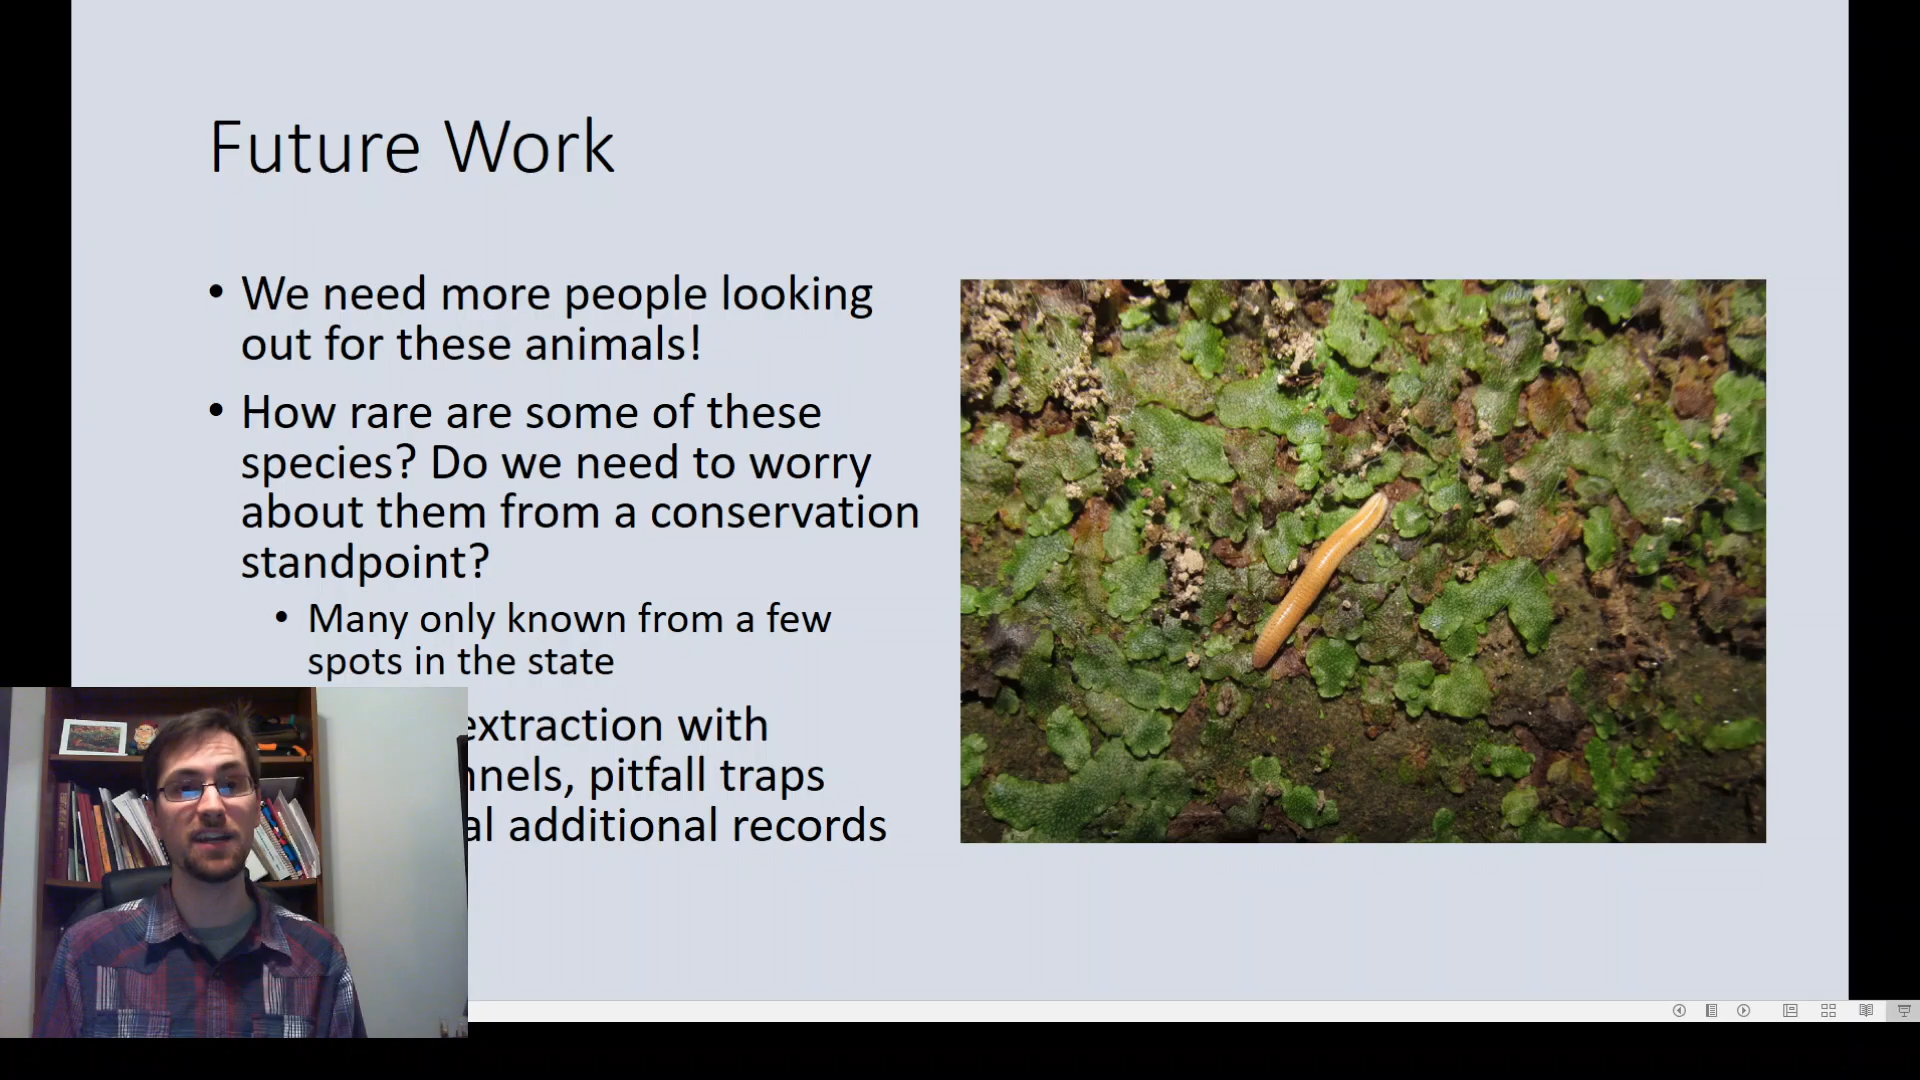 Future Work
• We need more people looking
out for these animals!
• How rare are some of these
species? Do we need to worry
about them from a conservation
standpoint?
• Many only known from a few
spots in the state
extraction with
nnels, pitfall traps
al additional records